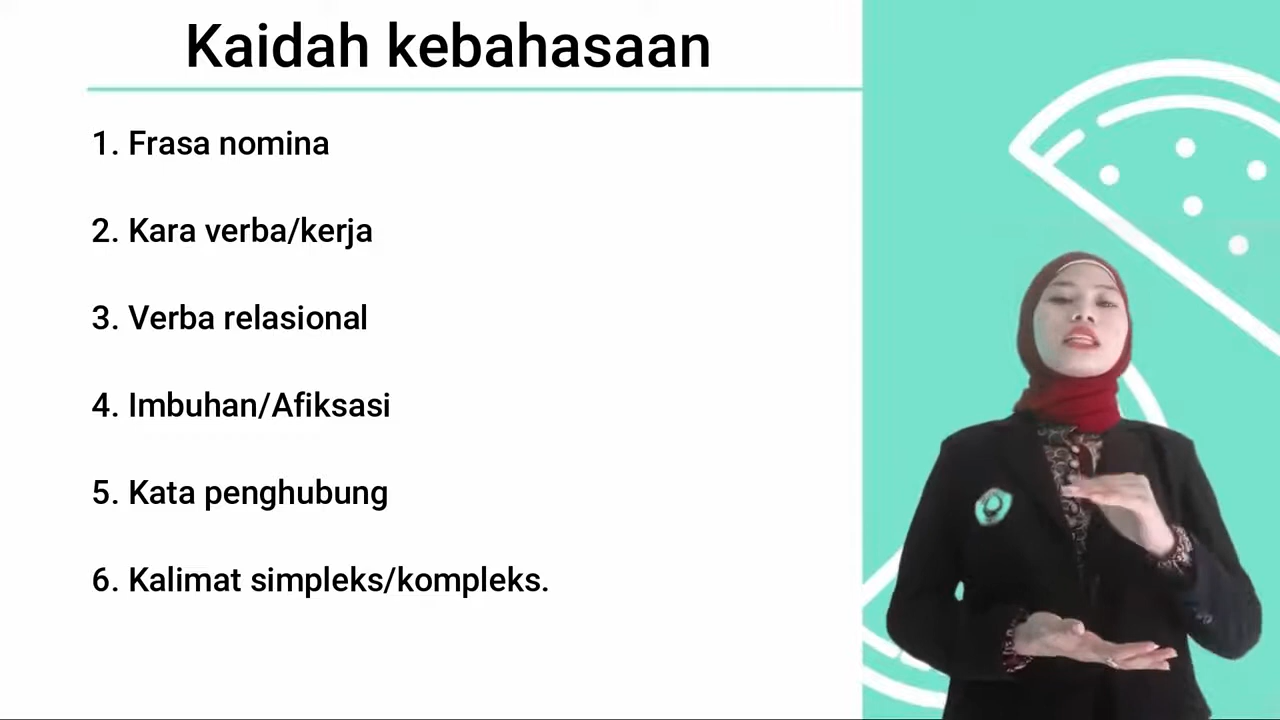 Kaidah kebahasaan
1. Frasa nomina
2. Kara verba/kerja
3. Verba relasional
4. Imbuhan/Afiksasi
5. Kata penghubung
6. Kalimat simpleks/kompleks.